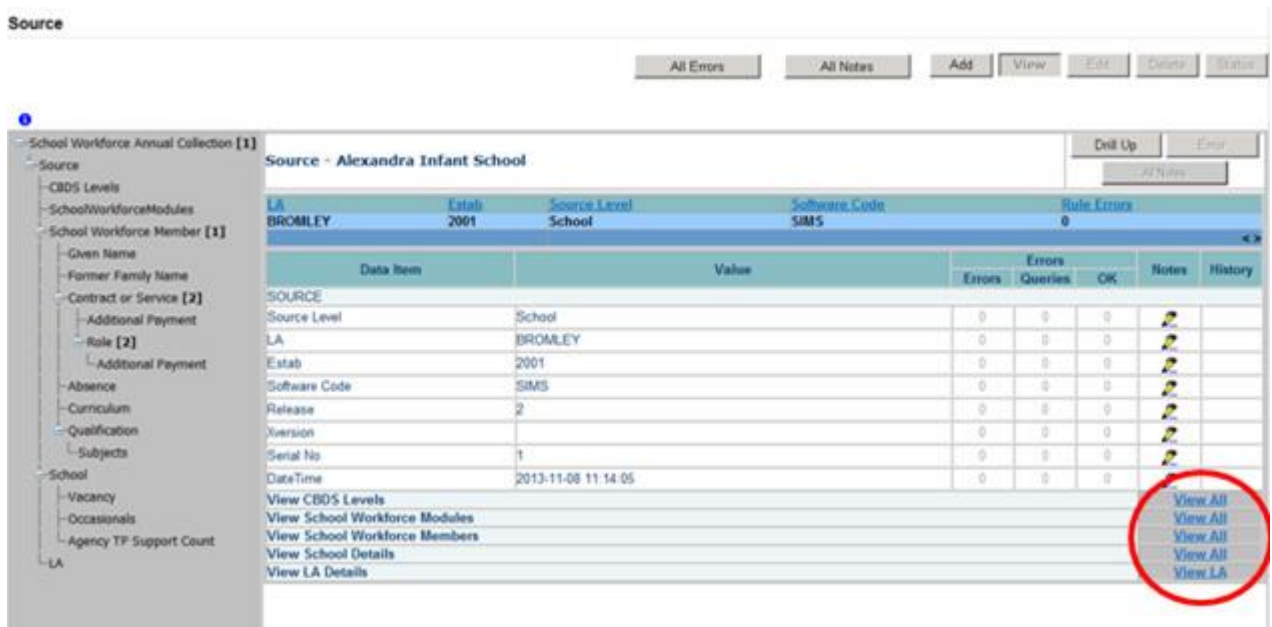 Source
All Errors All Notes Add View Edit Delete Status
School Workforce Annual Collection [1]
Source
CBDS Levels
SchoolWorkforceModules
School Workforce Member [1]
Given Name
Former Family Name
Contract or Service [2]
Additional Payment
Role [2]
Additional Payment
Absence
Curriculum
Qualification
Subjects
School
Vacancy
Occasionals
Agency TP Support Count
LA
Source - Alexandra Infant School
Drill Up Error
All Notes
LA Estab Source Level Software Code Rule Errors
BROMLEY 2001 School SIMS 0
< >
Data Item Value Errors Notes History
Errors Queries OK
SOURCE
Source Level School 0 0 0
LA BROMLEY 0 0 0
Estab 2001 0 0 0
Software Code SIMS 0 0 0
Release 2 0 0 0
Xversion 0 0 0
Serial No 1 0 0 0
DateTime 2013-11-08 11:14:05 0 0 0
View CBDS Levels View All
View School Workforce Modules View All
View School Workforce Members View All
View School Details View All
View LA Details View LA